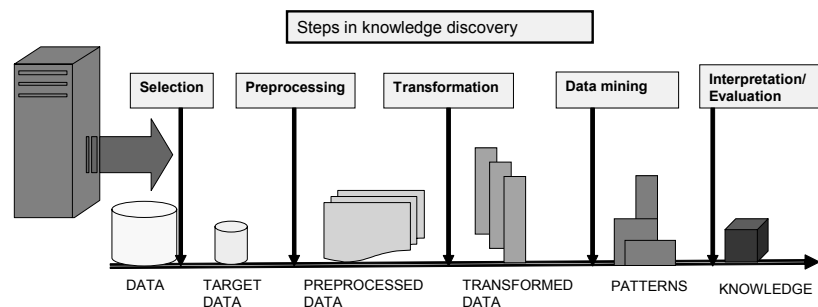 Steps in knowledge discovery
Selection
Preprocessing
Transformation
Data mining
Interpretation/
Evaluation
DATA
TARGET
DATA
PREPROCESSED
DATA
TRANSFORMED
DATA
PATTERNS
KNOWLEDGE